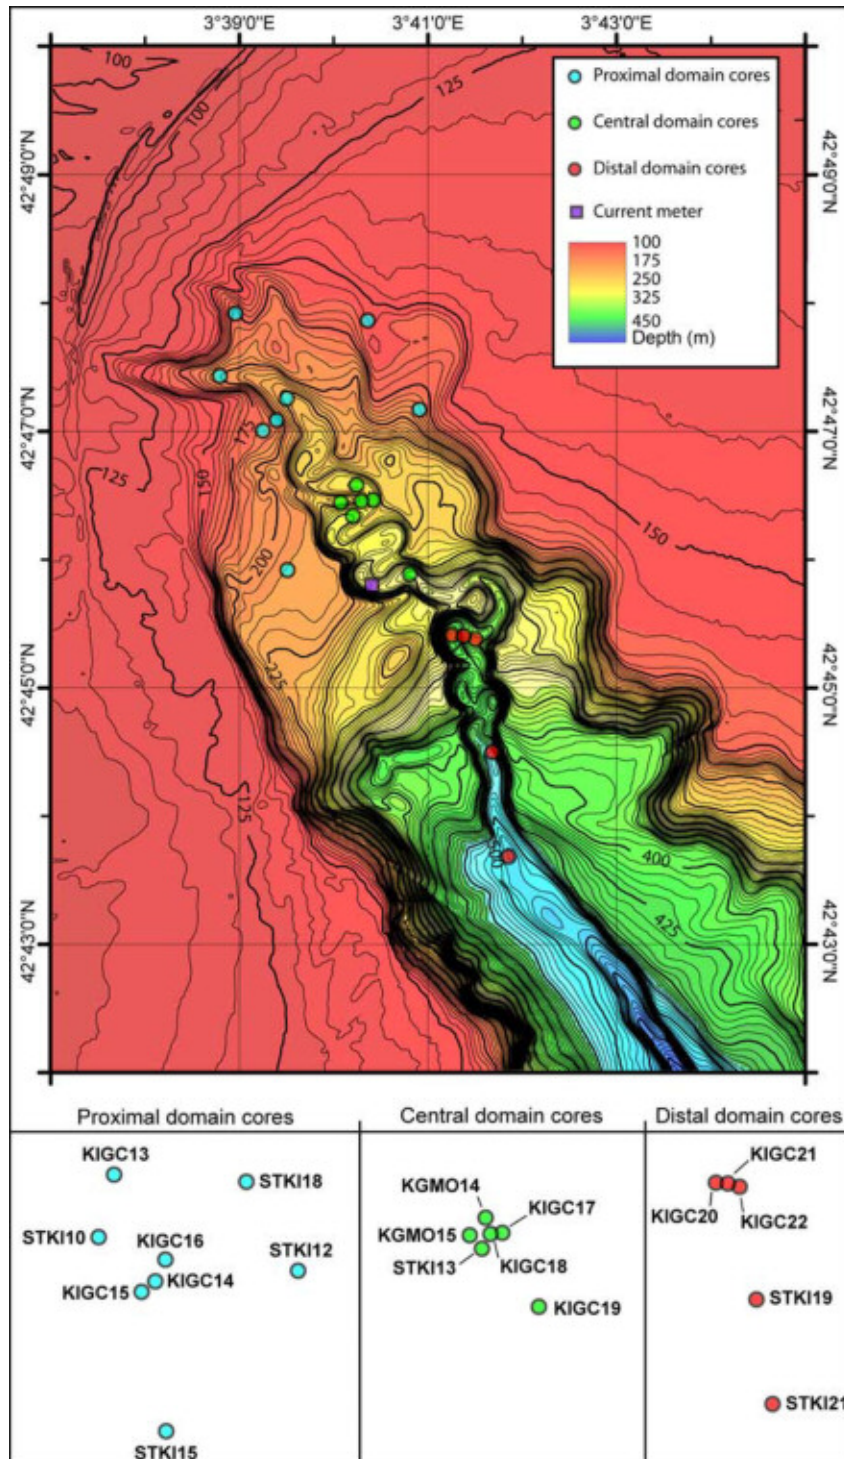 3°39'0"E 3°41'0"E 3°43'0"E
100
125
100
Proximal domain cores
Central domain cores
Distal domain cores
Current meter
100
175
250
325
450
Depth (m)
42°49'0"N 42°49'0"N
42°47'0"N 42°47'0"N
175
125
150
150
200
42°45'0"N 42°45'0"N
225
125
400
425
42°43'0"N 42°43'0"N
Proximal domain cores Central domain cores Distal domain cores
KIGC13
STKI18
STKI10
KIGC16
STKI12
KIGC14
KIGC15
STKI15
KGMO14
KIGC17
KGMO15
STKI13
KIGC18
KIGC19
KIGC21
KIGC20
KIGC22
STKI19
STKI21